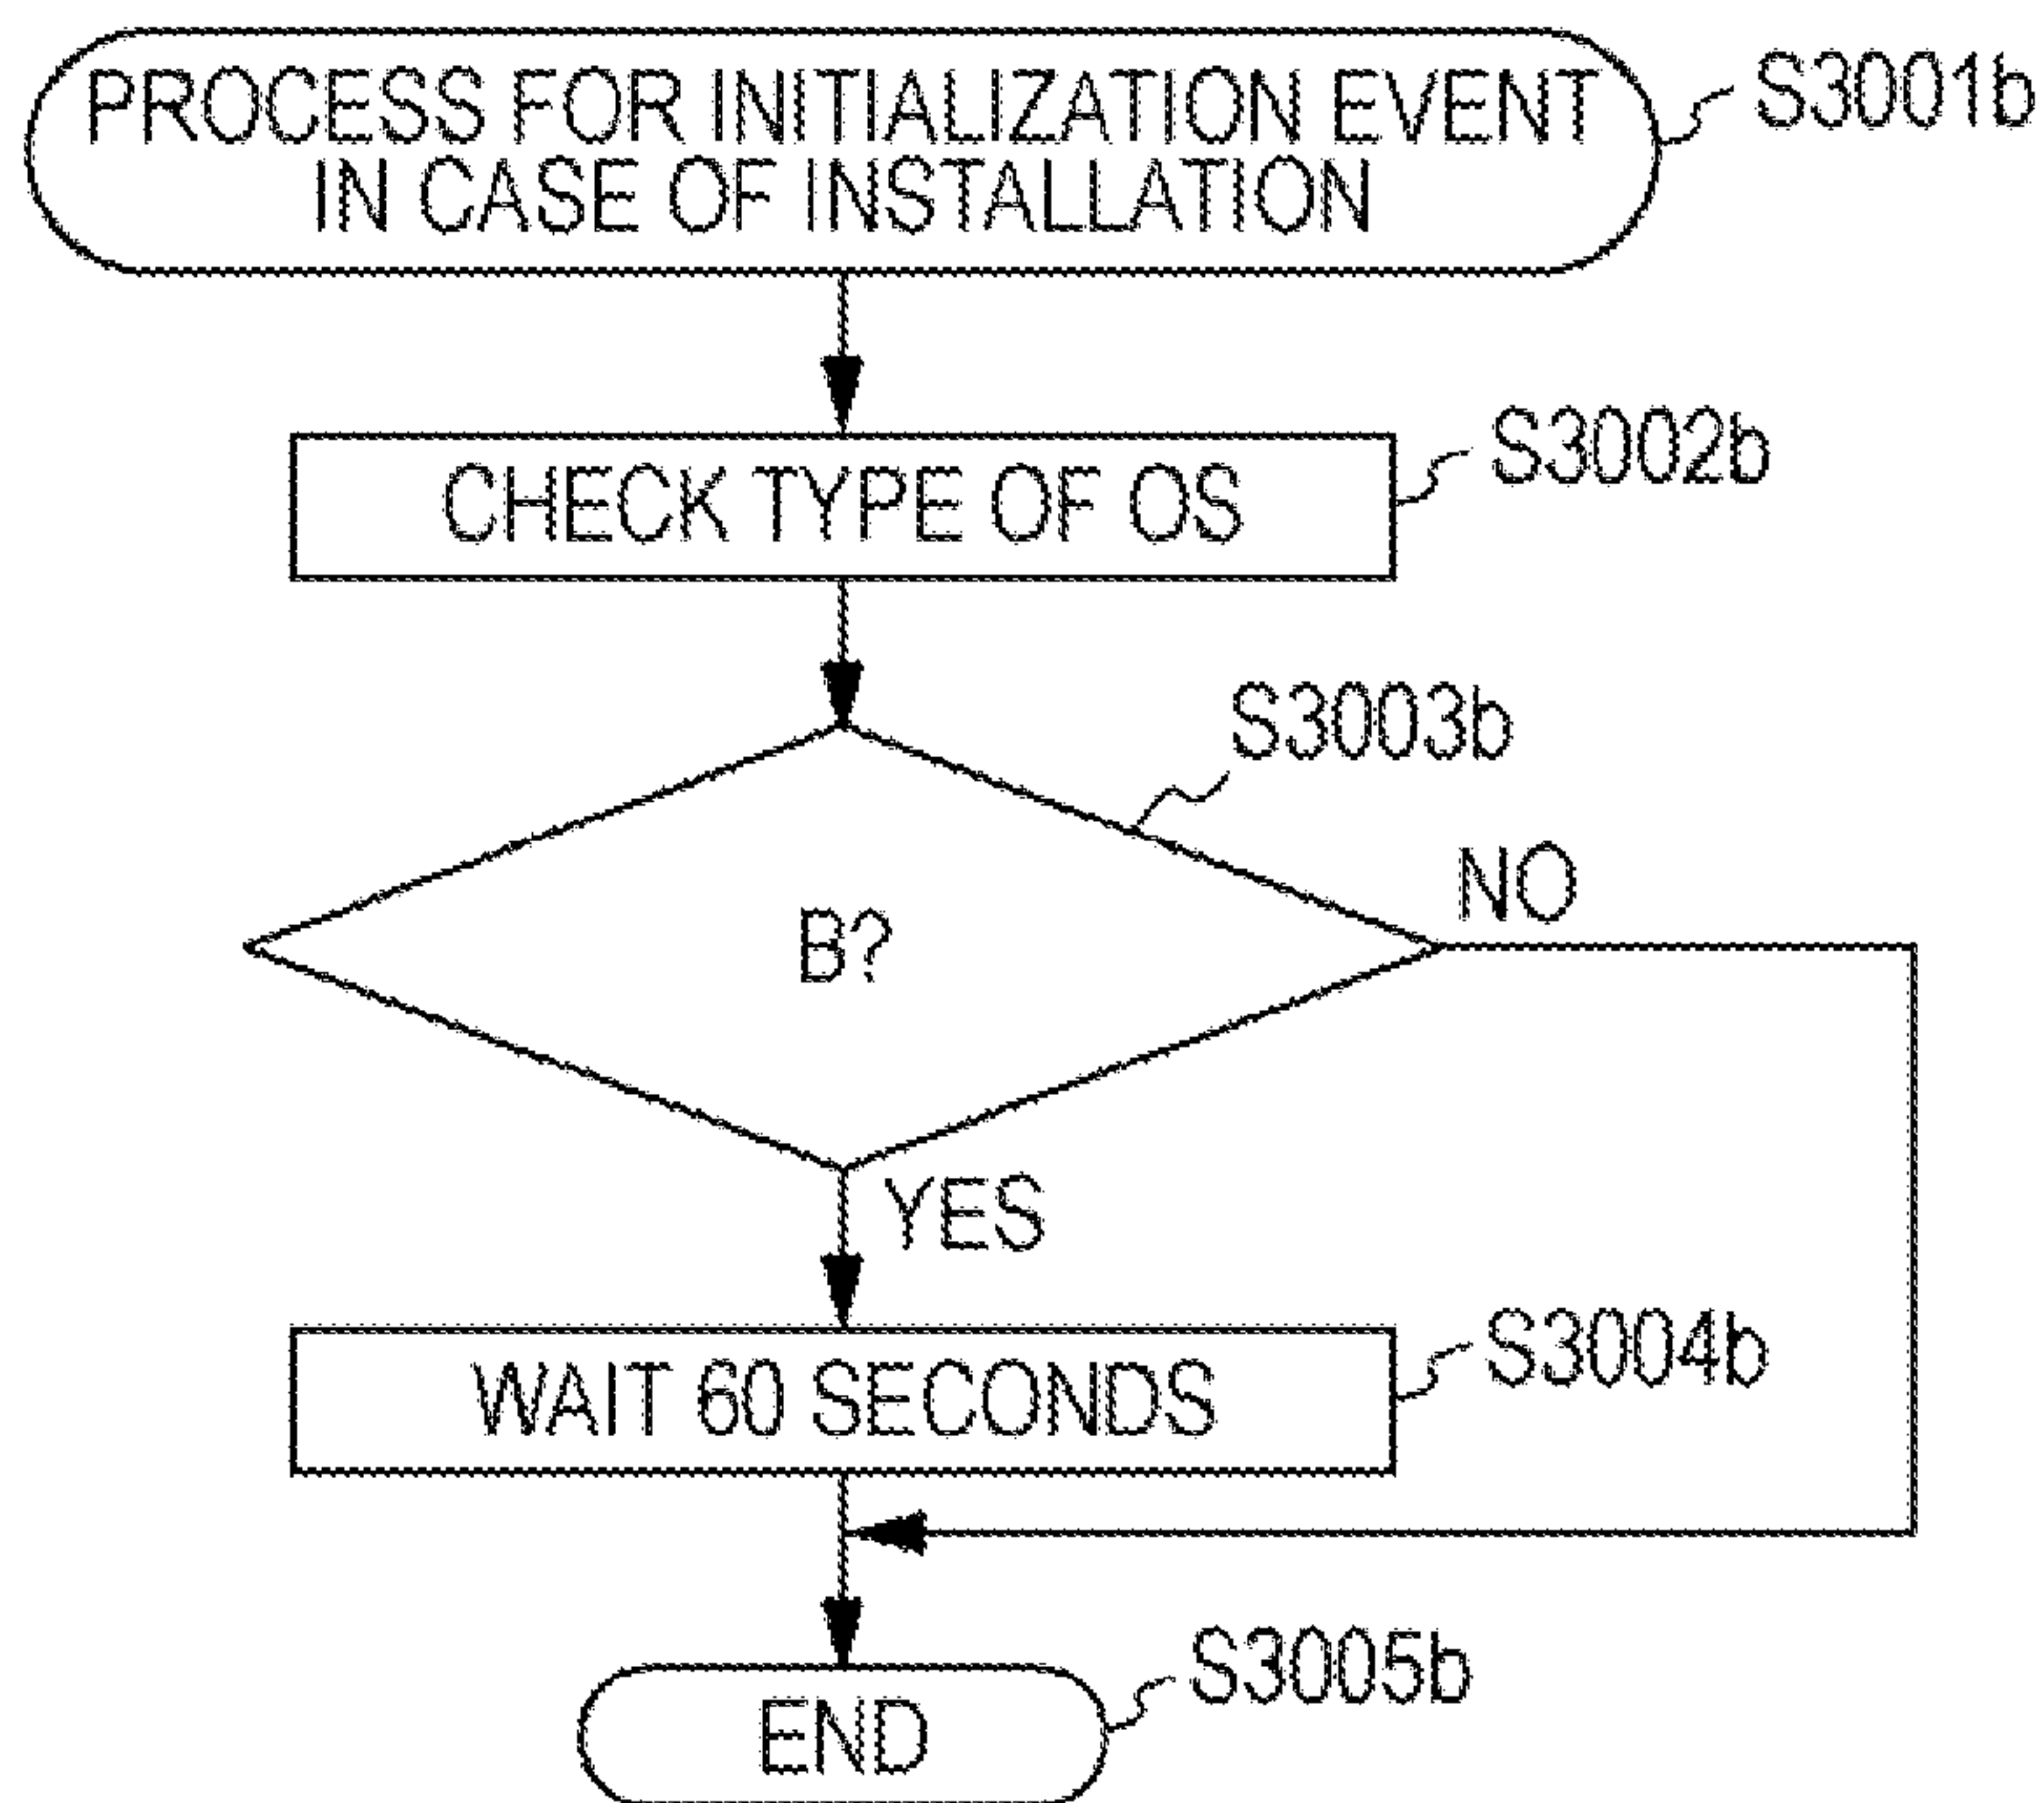 PROCESS FOR INITIALIZATION EVENT
IN CASE OF INSTALLATION
S3001b
CHECK TYPE OF OS
S3002b
S3003b
B?
NO
YES
WAIT 60 SECONDS
S3004b
END
S3005b